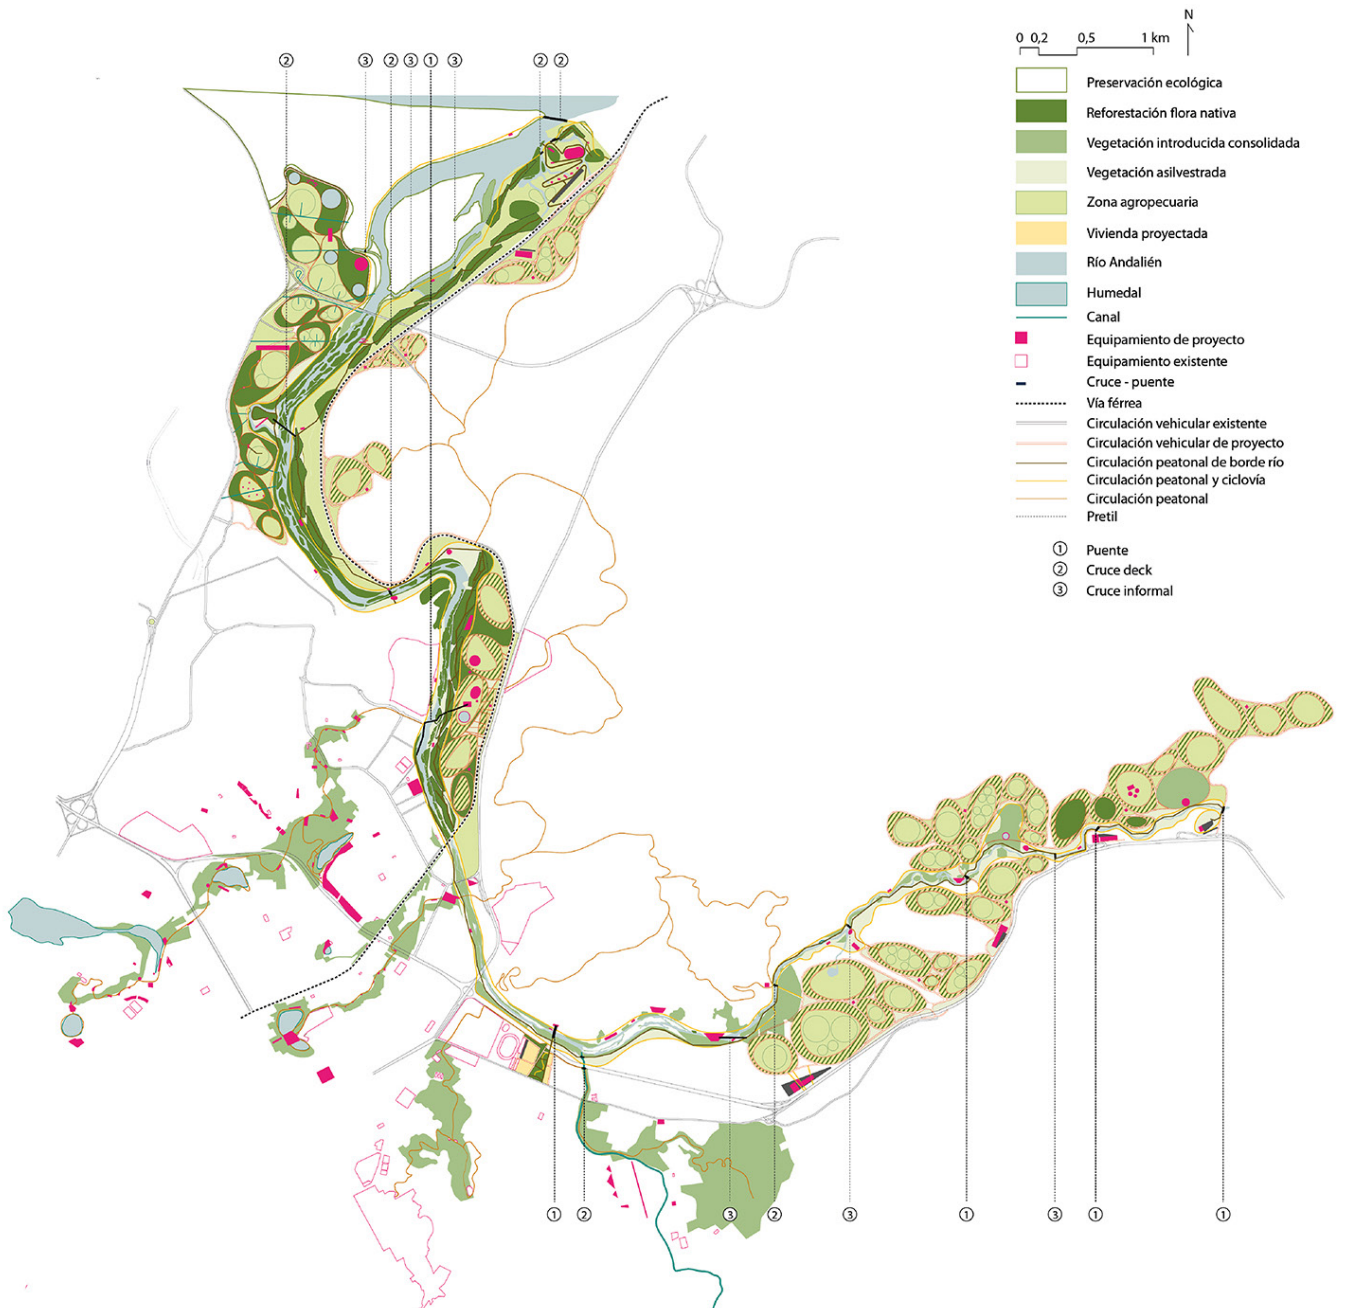 N
0 0,2 0,5 1 km
Preservación ecológica
Reforestación flora nativa
Vegetación introducida consolidada
Vegetación asilvestrada
Zona agropecuaria
Vivienda proyectada
Río Andalién
Humedal
Canal
Equipamiento de proyecto
Equipamiento existente
Cruce - puente
Vía férrea
Circulación vehicular existente
Circulación vehicular de proyecto
Circulación peatonal de borde río
Circulación peatonal y ciclovía
Circulación peatonal
Pretil
1 Puente
2 Cruce deck
3 Cruce informal
2 3 2 3 1 3 2 2
1 2 3 2 3 1 3 1 1